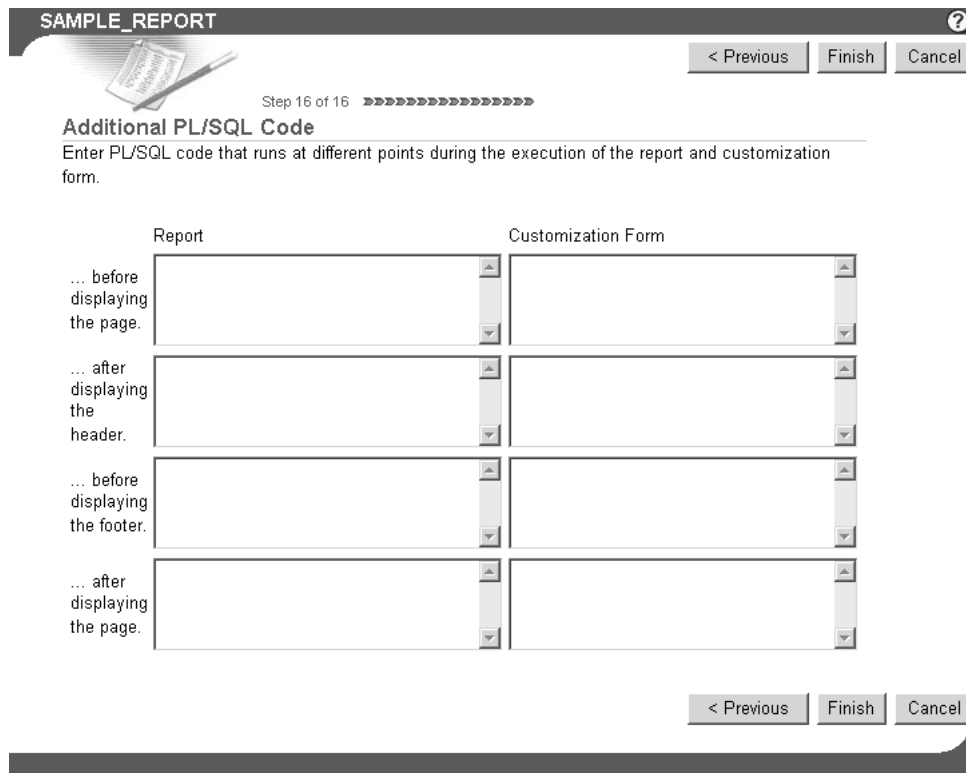 SAMPLE_REPORT
?
< Previous Finish Cancel
Step 16 of 16
Additional PL/SQL Code
Enter PL/SQL code that runs at different points during the execution of the report and customization
form.
Report Customization Form
... before
displaying
the page.
... after
displaying
the
header.
... before
displaying
the footer.
... after
displaying
the page.
< Previous Finish Cancel